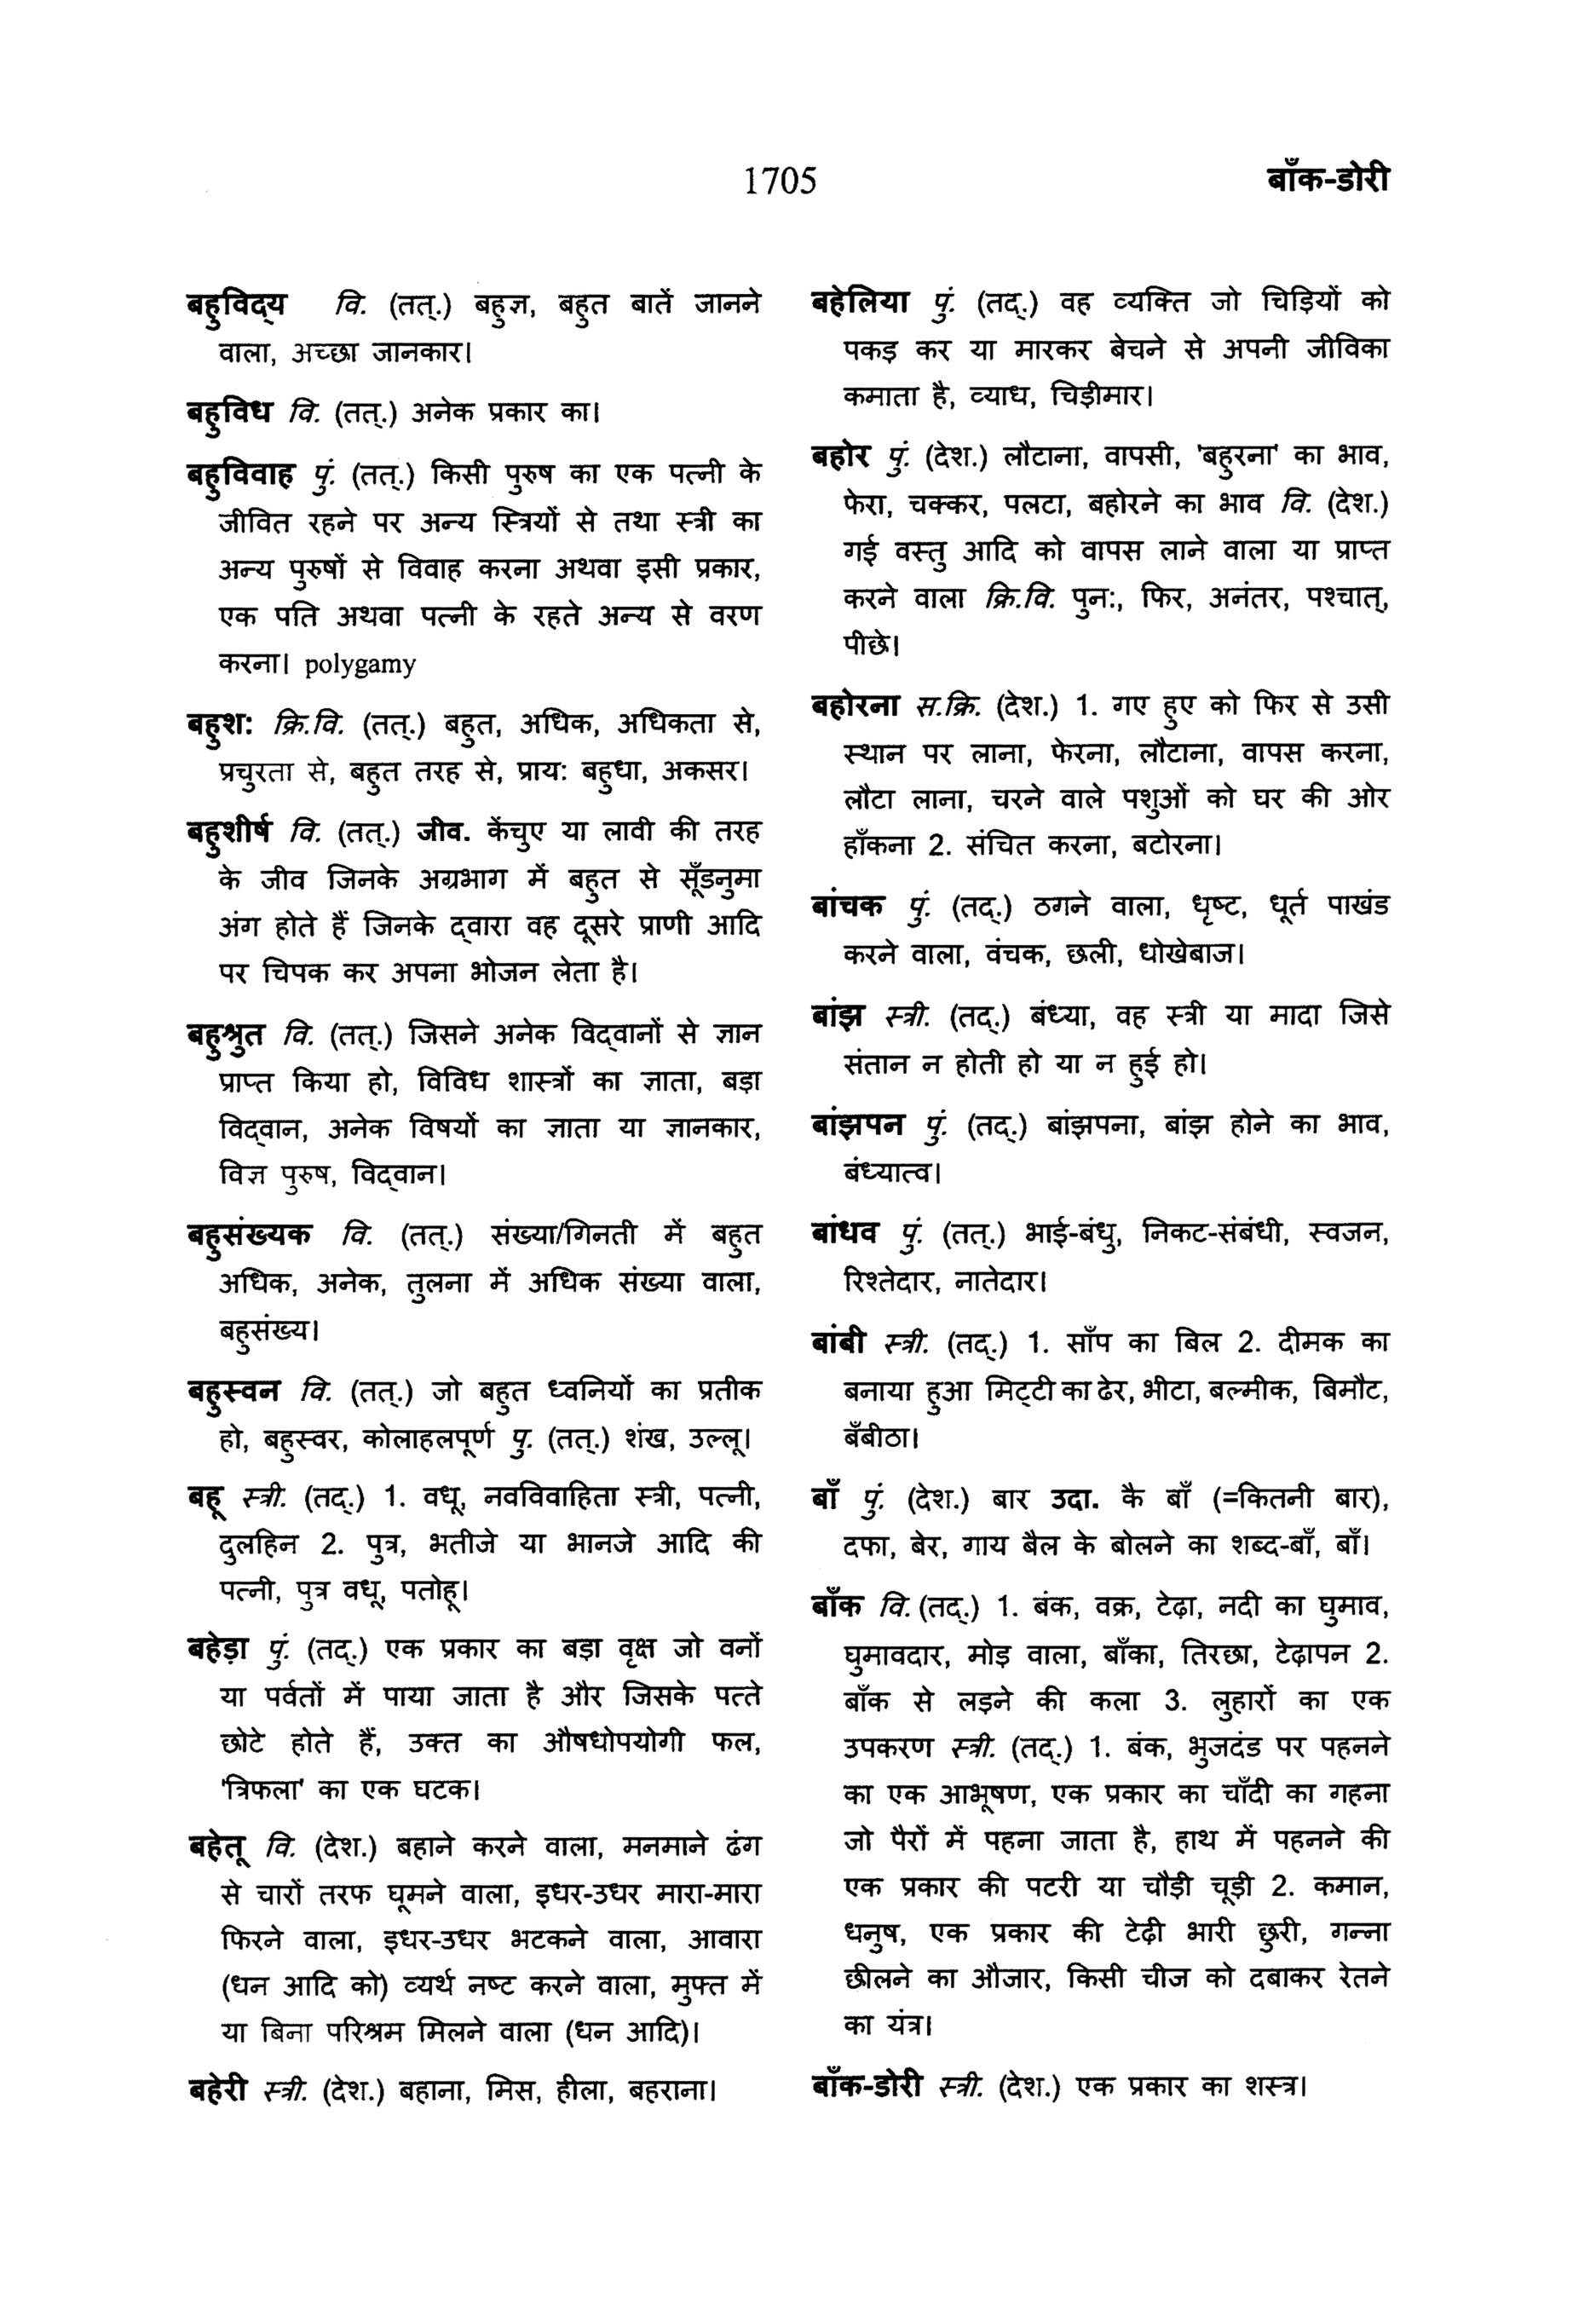 1705
बाँक-डोरी
बहुविद्‌य वि. (तत्.) बहुज्ञ, बहुत बातें जानने
वाला, अच्छा जानकार।
बहुविध वि. (तत्.) अनेक प्रकार का।
बहुविवाह पुं. (तत्.) किसी पुरुष का एक पत्नी के
जीवित रहने पर अन्य स्त्रियों से तथा स्त्री का
अन्य पुरुषों से विवाह करना अथवा इसी प्रकार,
एक पति अथवा पत्नी के रहते अन्य से वरण
करना। polygamy
बहुश: क्रि.वि. (तत्.) बहुत, अधिक, अधिकता से,
प्रचुरता से, बहुत तरह से, प्राय: बहुधा, अकसर।
बहुशीर्ष वि. (तत्.) जीव. केंचुए या लावी की तरह
के जीव जिनके अग्रभाग में बहुत से सूँडनुमा
अंग होते हैं जिनके द्‌वारा वह दूसरे प्राणी आदि
पर चिपक कर अपना भोजन लेता है।
बहुश्रुत वि. (तत्.) जिसने अनेक विद्‌वानों से ज्ञान
प्राप्त किया हो, विविध शास्त्रों का ज्ञाता, बड़ा
विद्‌वान, अनेक विषयों का ज्ञाता या ज्ञानकार,
विज्ञ पुरुष, विद्‌वान।
बहुसंख्यक वि. (तत्.) संख्या/गिनती में बहुत
अधिक, अनेक, तुलना में अधिक संख्या वाला,
बहुसंख्य।
बहुस्वन वि. (तत्.) जो बहुत ध्वनियों का प्रतीक
हो, बहुस्वर, कोलाहलपूर्ण पु. (तत्.) शंख, उल्लू।
बहू स्त्री. (तद्.) 1. वधू, नवविवाहिता स्त्री, पत्नी,
दुलहिन 2. पुत्र, भतीजे या भानजे आदि की
पत्नी, पुत्र वधू, पतोहू।
बहेड़ा पुं. (तद्.) एक प्रकार का बड़ा वृक्ष जो वनों
या पर्वतों में पाया जाता है और जिसके पत्ते
छोटे होते हैं, उक्त का औषधोपयोगी फल,
'त्रिफला' का एक घटक।
बहेतू वि. (देश.) बहाने करने वाला, मनमाने ढंग
से चारों तरफ घूमने वाला, इधर-उधर मारा-मारा
फिरने वाला, इधर-उधर भटकने वाला, आवारा
(धन आदि को) व्यर्थ नष्ट करने वाला, मुफ्त में
या बिना परिश्रम मिलने वाला (धन आदि)।
बहेरी स्त्री. (देश.) बहाना, मिस, हीला, बहराना।
बहेलिया पुं. (तद्.) वह व्यक्ति जो चिड़ियों को
पकड़ कर या मारकर बेचने से अपनी जीविका
कमाता है, व्याध, चिड़ीमार।
बहोर पुं. (देश.) लौटाना, वापसी, 'बहुरना' का भाव,
फेरा, चक्कर, पलटा, बहोरने का भाव वि. (देश.)
गई वस्तु आदि को वापस लाने वाला या प्राप्त
करने वाला क्रि.वि. पुन:, फिर, अनंतर, पश्चात्,
पीछे।
बहोरना स.क्रि. (देश.) 1. गए हुए को फिर से उसी
स्थान पर लाना, फेरना, लौटाना, वापस करना,
लौटा लाना, चरने वाले पशुओं को घर की ओर
हाँकना 2. संचित करना, बटोरना।
बांचक पुं. (तद्.) ठगने वाला, धृष्ट, धूर्त पाखंड
करने वाला, वंचक, छली, धोखेबाज।
बांझ स्त्री. (तद्.) बंध्या, वह स्त्री या मादा जिसे
संतान न होती हो या न हुई हो।
बांझपन पुं. (तद्.) बांझपना, बांझ होने का भाव,
बंध्यात्व।
बांधव पुं. (तत्.) भाई-बंधु, निकट-संबंधी, स्वजन,
रिश्तेदार, नातेदार।
बांबी स्त्री. (तद्.) 1. साँप का बिल 2. दीमक का
बनाया हुआ मिट्‌टी का ढेर, भीटा, बल्मीक, बिमौट,
बँबीठा।
बाँ पुं. (देश.) बार उदा. कै बाँ (=कितनी बार),
दफा, बेर, गाय बैल के बोलने का शब्द-बाँ, बाँ।
बाँक वि. (तद्.) 1. बंक, वक्र, टेढ़ा, नदी का घुमाव,
घुमावदार, मोड़ वाला, बाँका, तिरछा, टेढ़ापन 2.
बाँक से लड़ने की कला 3. लुहारों का एक
उपकरण स्त्री. (तद्.) 1. बंक, भुजदंड पर पहनने
का एक आभूषण, एक प्रकार का चाँदी का गहना
जो पैरों में पहना जाता है, हाथ में पहनने की
एक प्रकार की पटरी या चौड़ी चूड़ी 2. कमान,
धनुष, एक प्रकार की टेढ़ी भारी छुरी, गन्ना
छीलने का औजार, किसी चीज को दबाकर रेतने
का यंत्र।
बाँक-डोरी स्त्री. (देश.) एक प्रकार का शस्त्र।